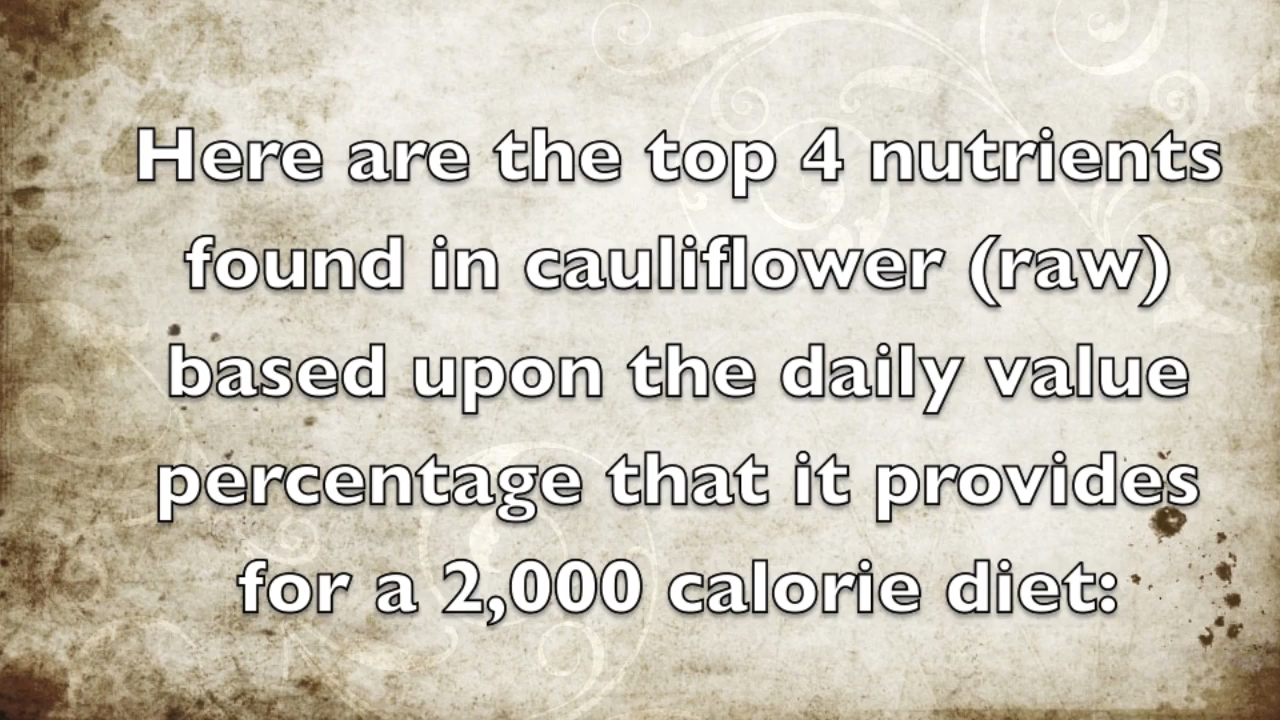 Here are the top 4 nutrients
found in cauliflower (raw)
based upon the daily value
percentage that it provides
for a 2,000 calorie diet: